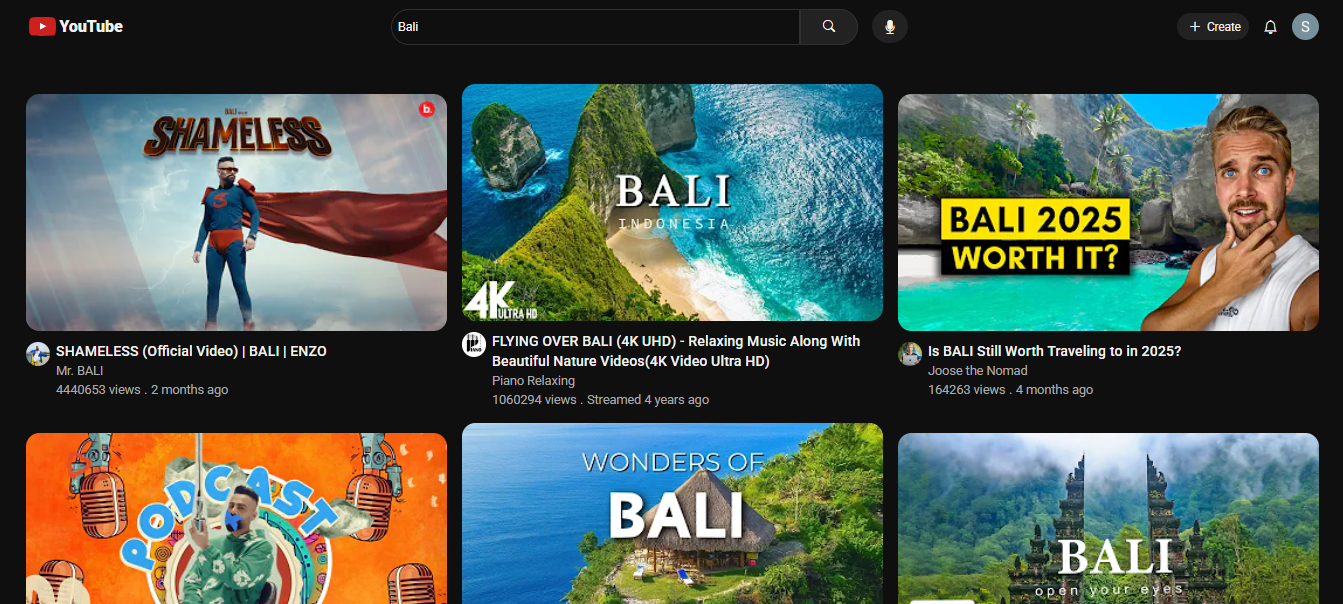 YouTube
Bali
+ Create
S
BALI
SHAMELESS
b.
BALI
INDONESIA
4K ULTRA HD
BALI 2025
WORTH IT?
SHAMELESS (Official Video) | BALI | ENZO
Mr. BALI
4440653 views . 2 months ago
FLYING OVER BALI (4K UHD) - Relaxing Music Along With
Beautiful Nature Videos(4K Video Ultra HD)
Piano Relaxing
1060294 views . Streamed 4 years ago
Is BALI Still Worth Traveling to in 2025?
Joose the Nomad
164263 views . 4 months ago
PODCAST
WONDERS OF
BALI
BALI
open your eyes